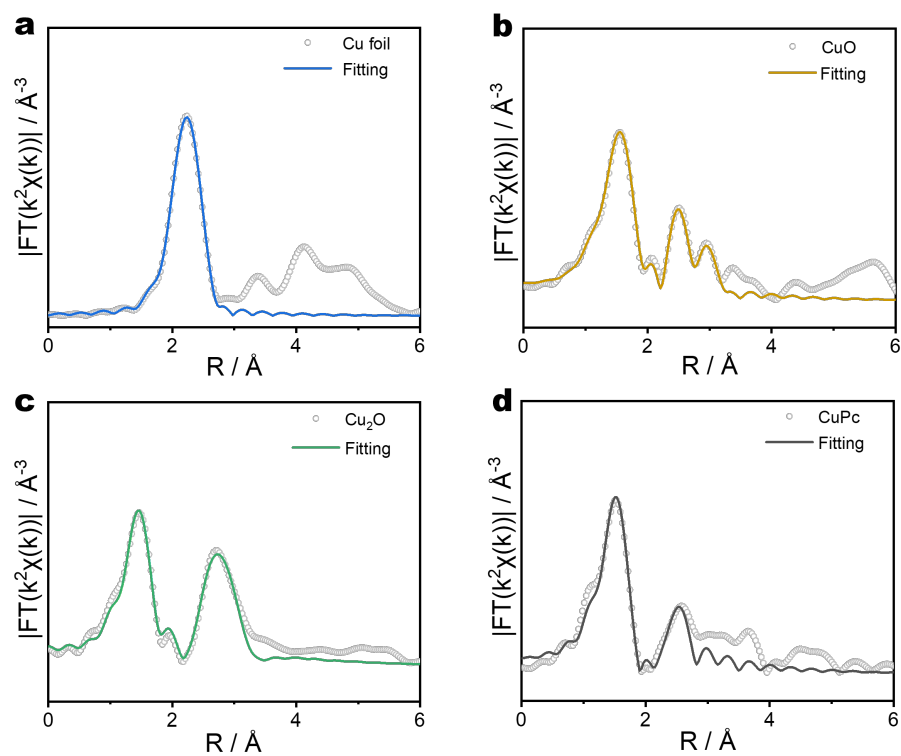 a
Cu foil
Fitting
|FT(k²χ(k))| / Å⁻³
0 2 4 6
R / Å
b
CuO
Fitting
|FT(k²χ(k))| / Å⁻³
0 2 4 6
R / Å
c
Cu₂O
Fitting
|FT(k²χ(k))| / Å⁻³
0 2 4 6
R / Å
d
CuPc
Fitting
|FT(k²χ(k))| / Å⁻³
0 2 4 6
R / Å